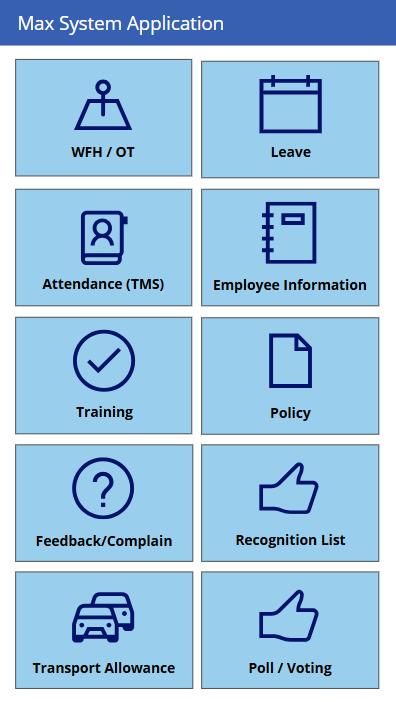 Max System Application
WFH / OT
Leave
Attendance (TMS)
Employee Information
Training
Policy
Feedback/Complain
Recognition List
Transport Allowance
Poll / Voting